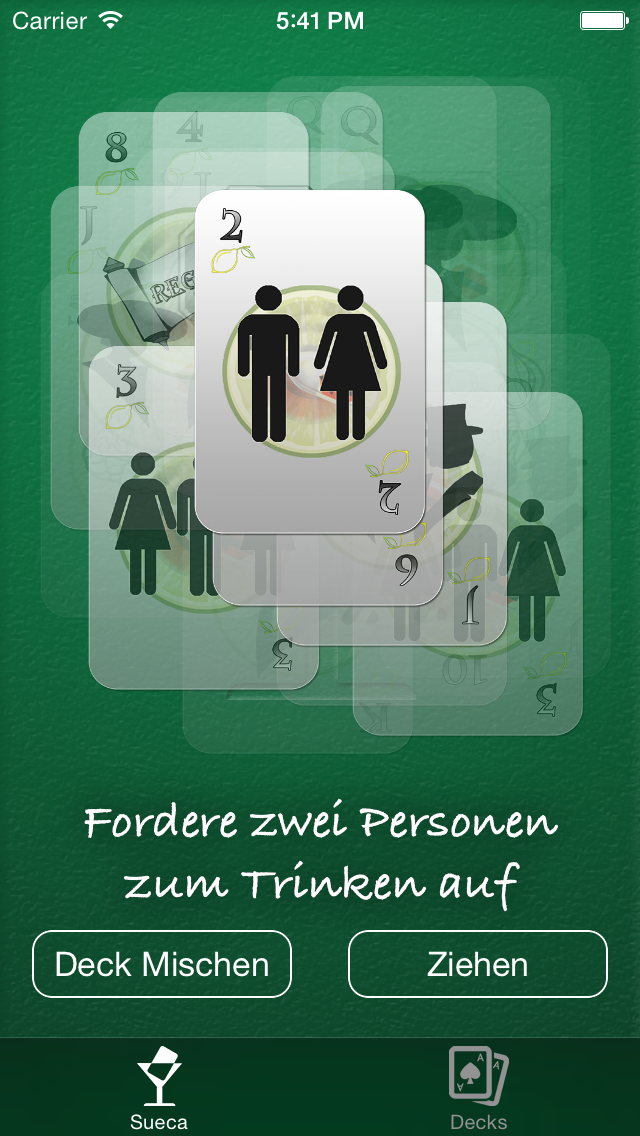 Carrier 5:41 PM
4 Q Q
8
J
2
REG
3
2
9
1
3
10
3
K
Fordere zwei Personen
zum Trinken auf
Deck Mischen Ziehen
A
A
A
Sueca Decks